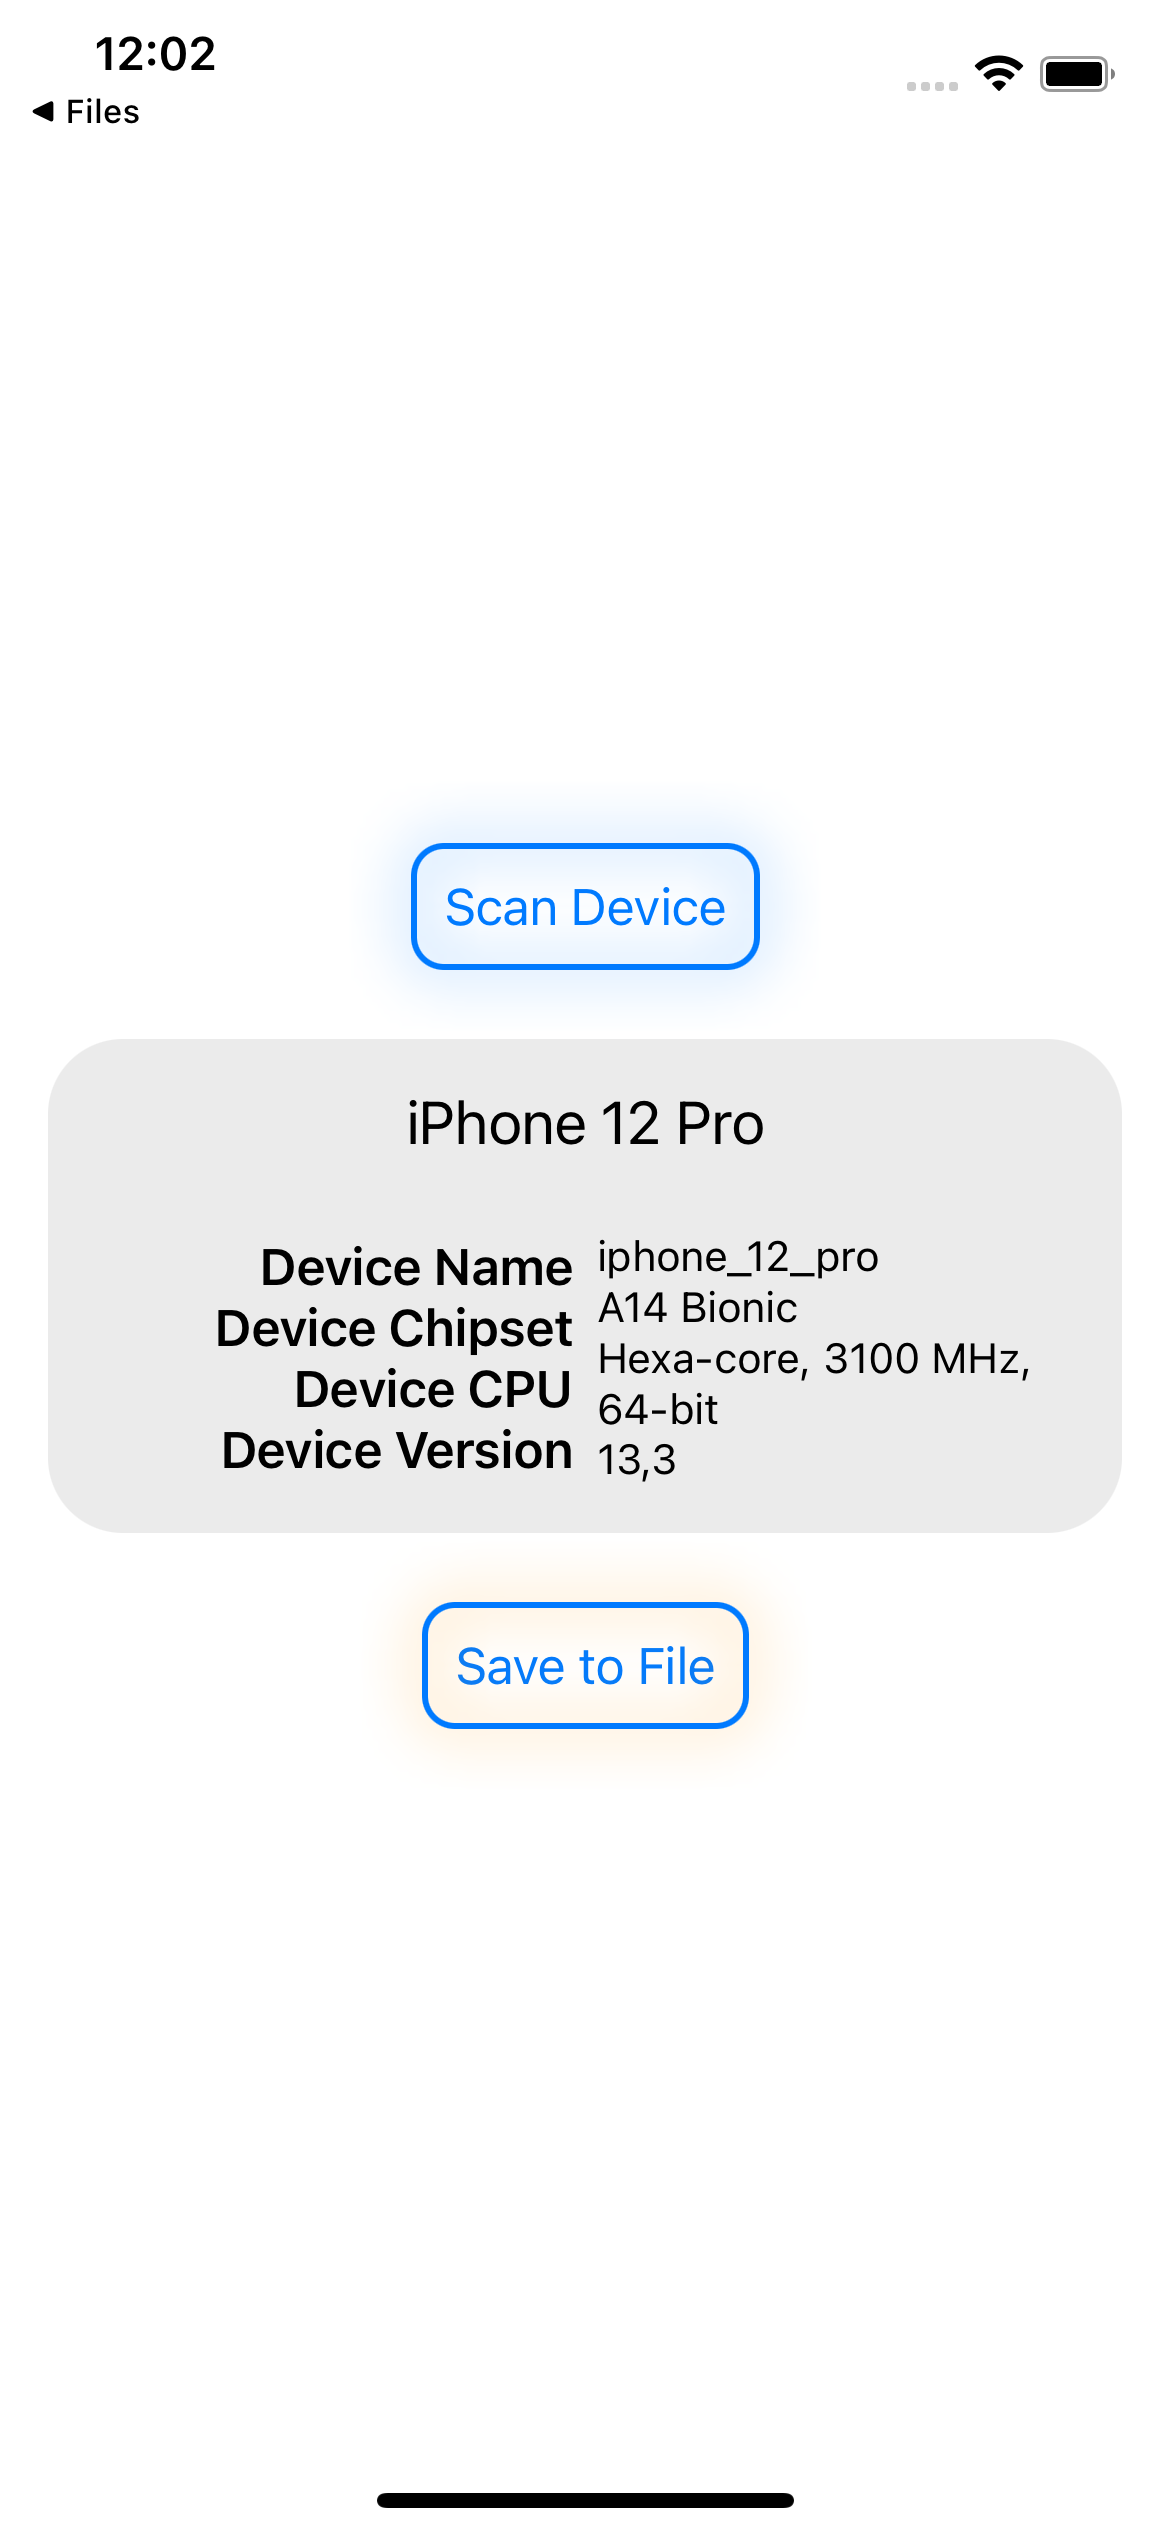 12:02
◀ Files
Scan Device
iPhone 12 Pro
Device Name iphone_12_pro
Device Chipset A14 Bionic
Device CPU Hexa-core, 3100 MHz,
64-bit
Device Version 13,3
Save to File